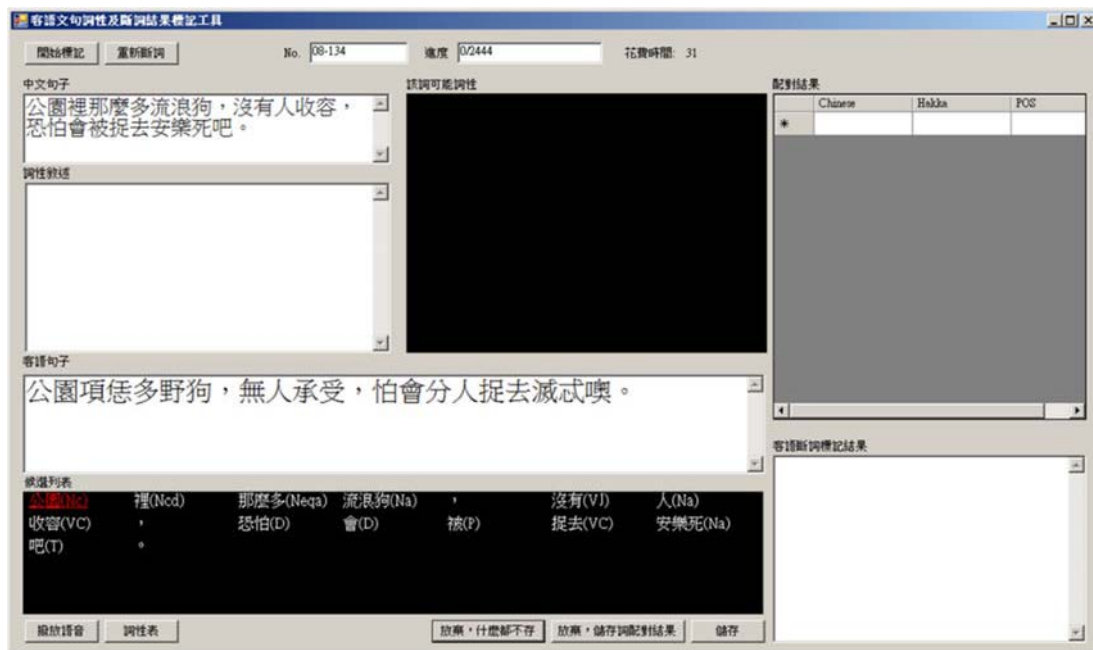 客語文句詞性及斷詞結果標記工具
開始標記 重新斷詞 No. 08-134 進度 0/2444 花費時間: 31
中文句子 該詞可能詞性 配對結果
公園裡那麼多流浪狗,沒有人收容,
恐怕會被捉去安樂死吧。
Chinese Hakka POS
*
詞性敘述
客語句子
公園項恁多野狗,無人承受,怕會分人捉去滅忒噢。
客語斷詞標記結果
候選列表
公園(Nc) 裡(Ncd) 那麼多(Neqa) 流浪狗(Na) , 沒有(VJ) 人(Na)
收容(VC) , 恐怕(D) 會(D) 被(P) 捉去(VC) 安樂死(Na)
吧(T) 。
撥放語音 詞性表 放棄,什麼都不存 放棄,儲存詞配對結果 儲存